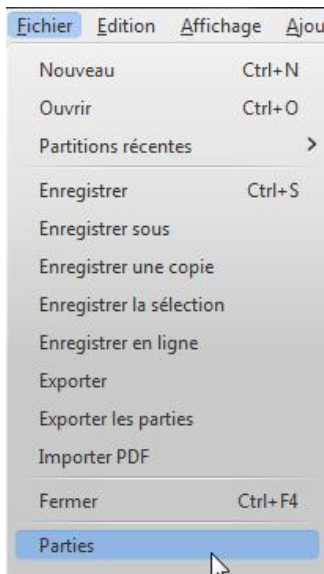 Fichier Edition Affichage Ajou
Nouveau Ctrl+N
Ouvrir Ctrl+O
Partitions récentes >
Enregistrer Ctrl+S
Enregistrer sous
Enregistrer une copie
Enregistrer la sélection
Enregistrer en ligne
Exporter
Exporter les parties
Importer PDF
Fermer Ctrl+F4
Parties